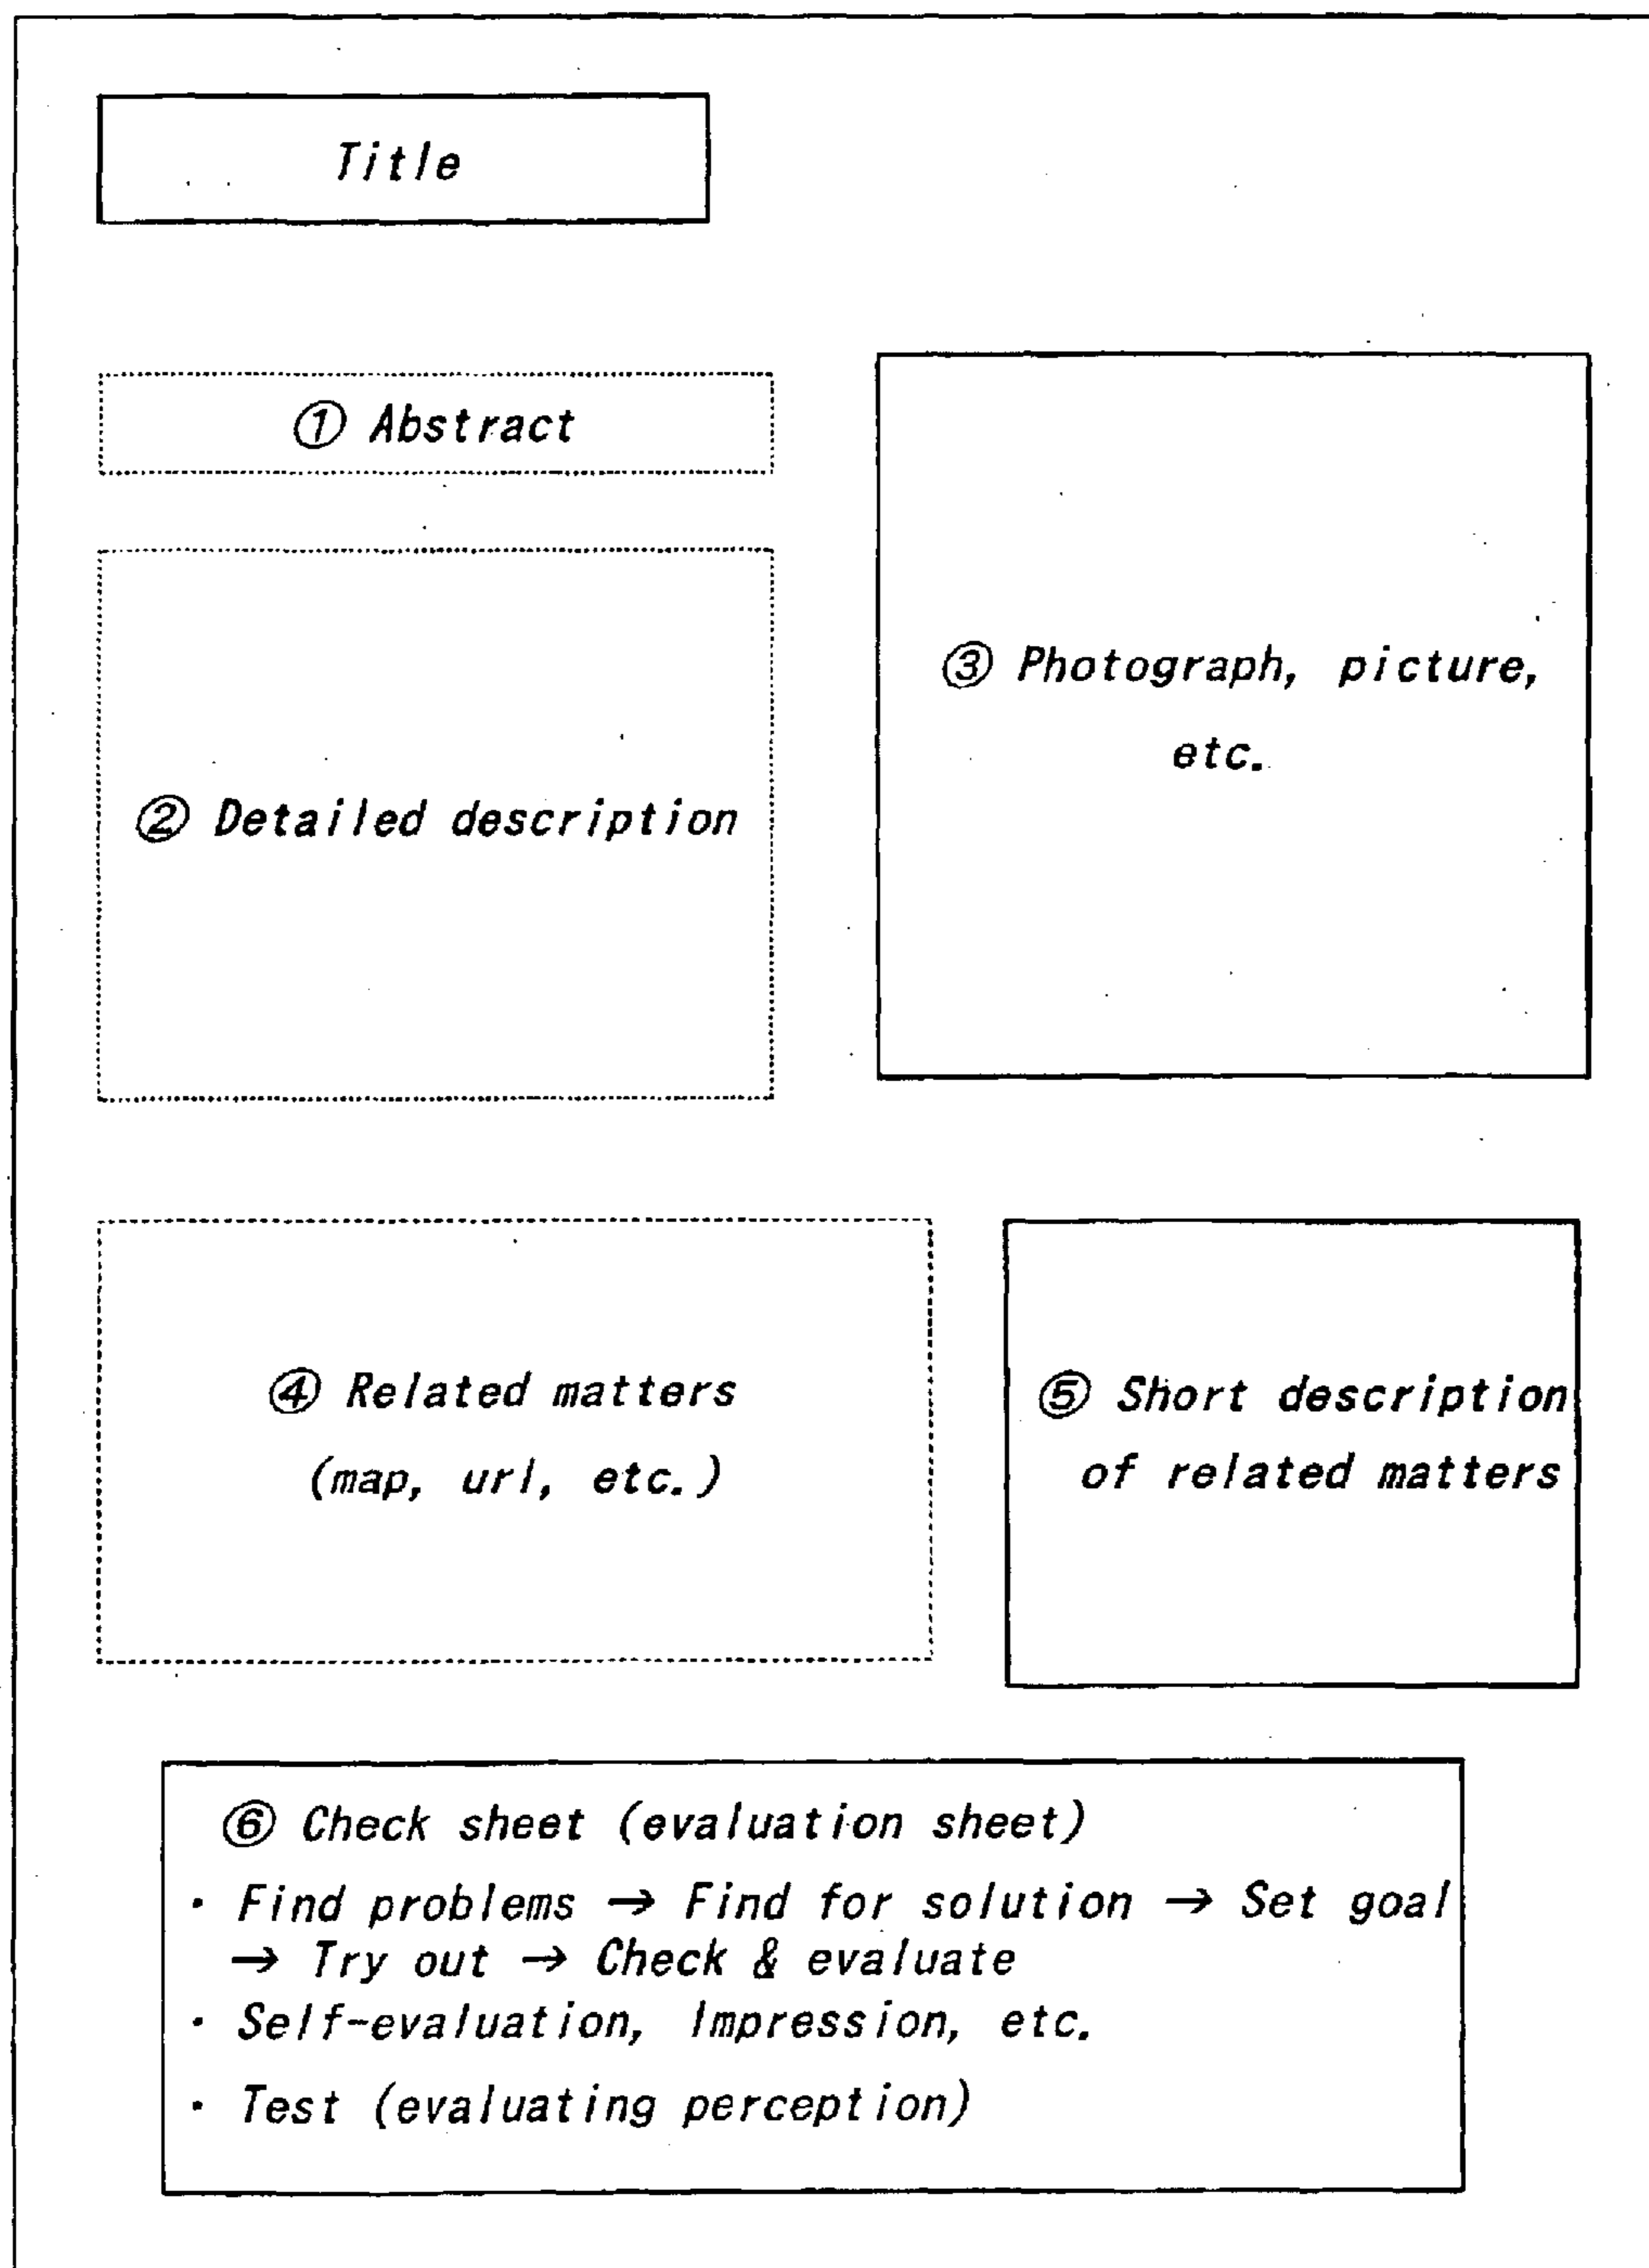 Title
① Abstract
② Detailed description
③ Photograph, picture,
etc.
④ Related matters
(map, url, etc.)
⑤ Short description
of related matters
⑥ Check sheet (evaluation sheet)
· Find problems → Find for solution → Set goal
→ Try out → Check & evaluate
· Self-evaluation, Impression, etc.
· Test (evaluating perception)